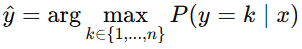 ŷ = arg max_{k∈{1,...,n}} P(y = k | x)